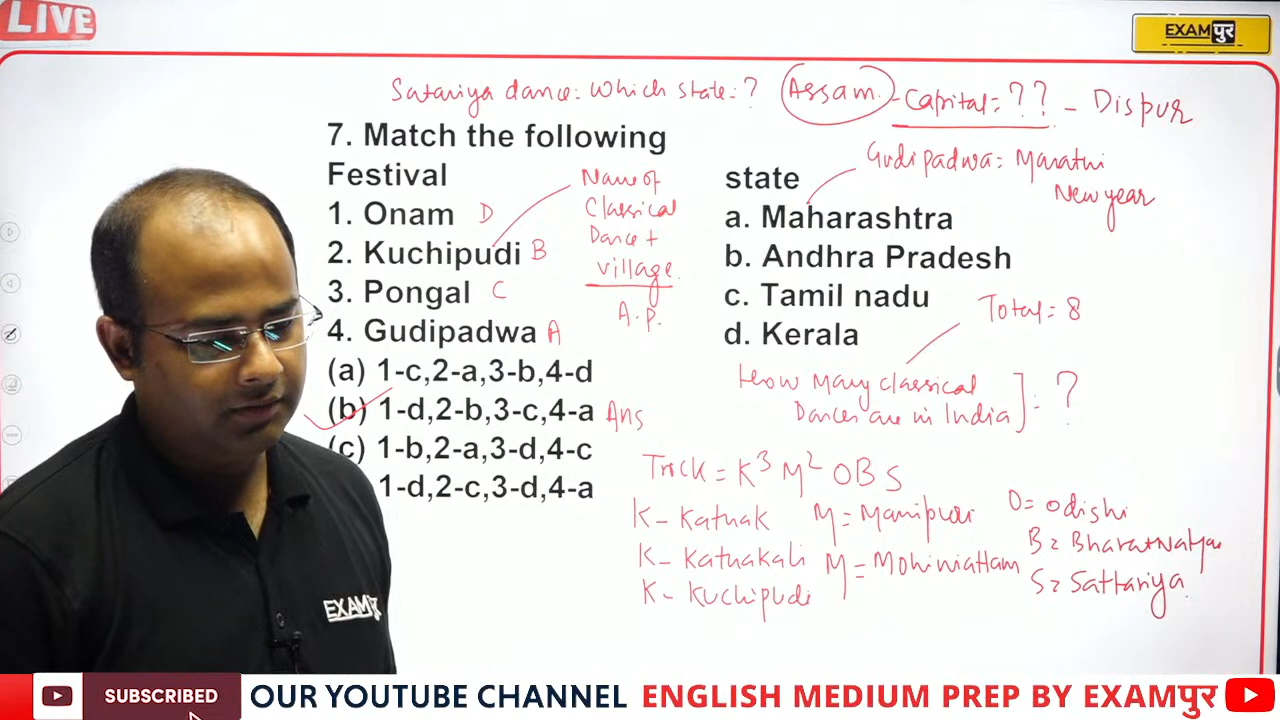 LIVE
EXAMपुर
Satariya dance: Which state=? Assam - Capital=?? - Dispur
7. Match the following
Gudipadwa= Marathi
New year
Festival
state
Name of
Classical
Dance +
village
A.P.
1. Onam D
a. Maharashtra
2. Kuchipudi B
b. Andhra Pradesh
3. Pongal C
c. Tamil nadu
Total=8
4. Gudipadwa A
d. Kerala
(a) 1-c,2-a,3-b,4-d
How Many classical
Dances are in India ]=?
(b) 1-d,2-b,3-c,4-a Ans
(c) 1-b,2-a,3-d,4-c
1-d,2-c,3-d,4-a
Trick = K³ M² OBS
K- Kathak M= Manipuri O= odishi
K- Kathakali M= Mohiniattam B=
K- Kuchipudi S= Sattariya
EXAMपुर
SUBSCRIBED
OUR YOUTUBE CHANNEL ENGLISH MEDIUM PREP BY EXAMपुर